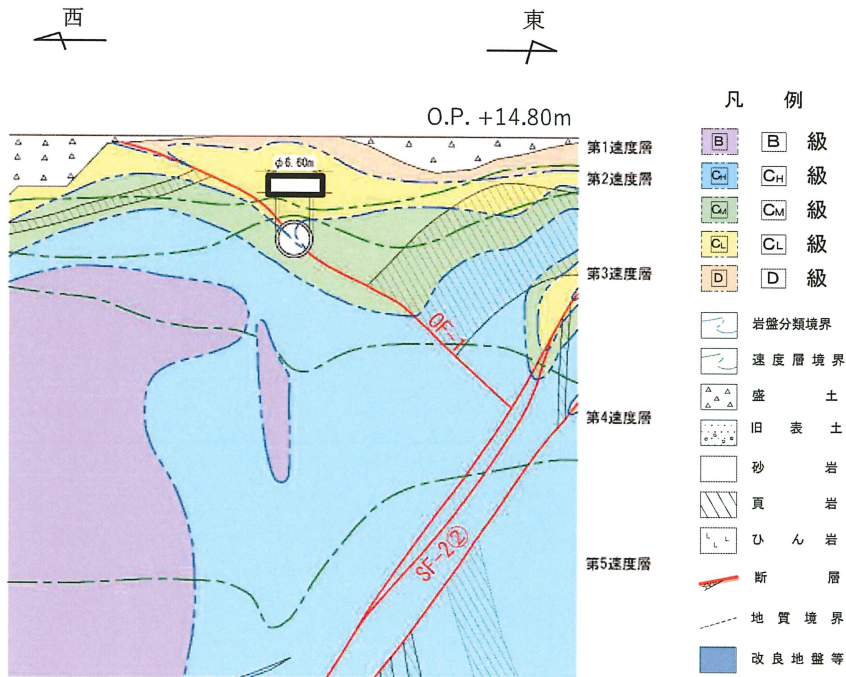 西
東
O.P. +14.80m
φ6.60m
第1速度層
第2速度層
第3速度層
第4速度層
第5速度層
OF-1
SF-2②
凡 例
B B 級
CH CH 級
CM CM 級
CL CL 級
D D 級
岩盤分類境界
速度層境界
盛 土
旧 表 土
砂 岩
頁 岩
ひ ん 岩
断 層
地 質 境 界
改 良 地 盤 等